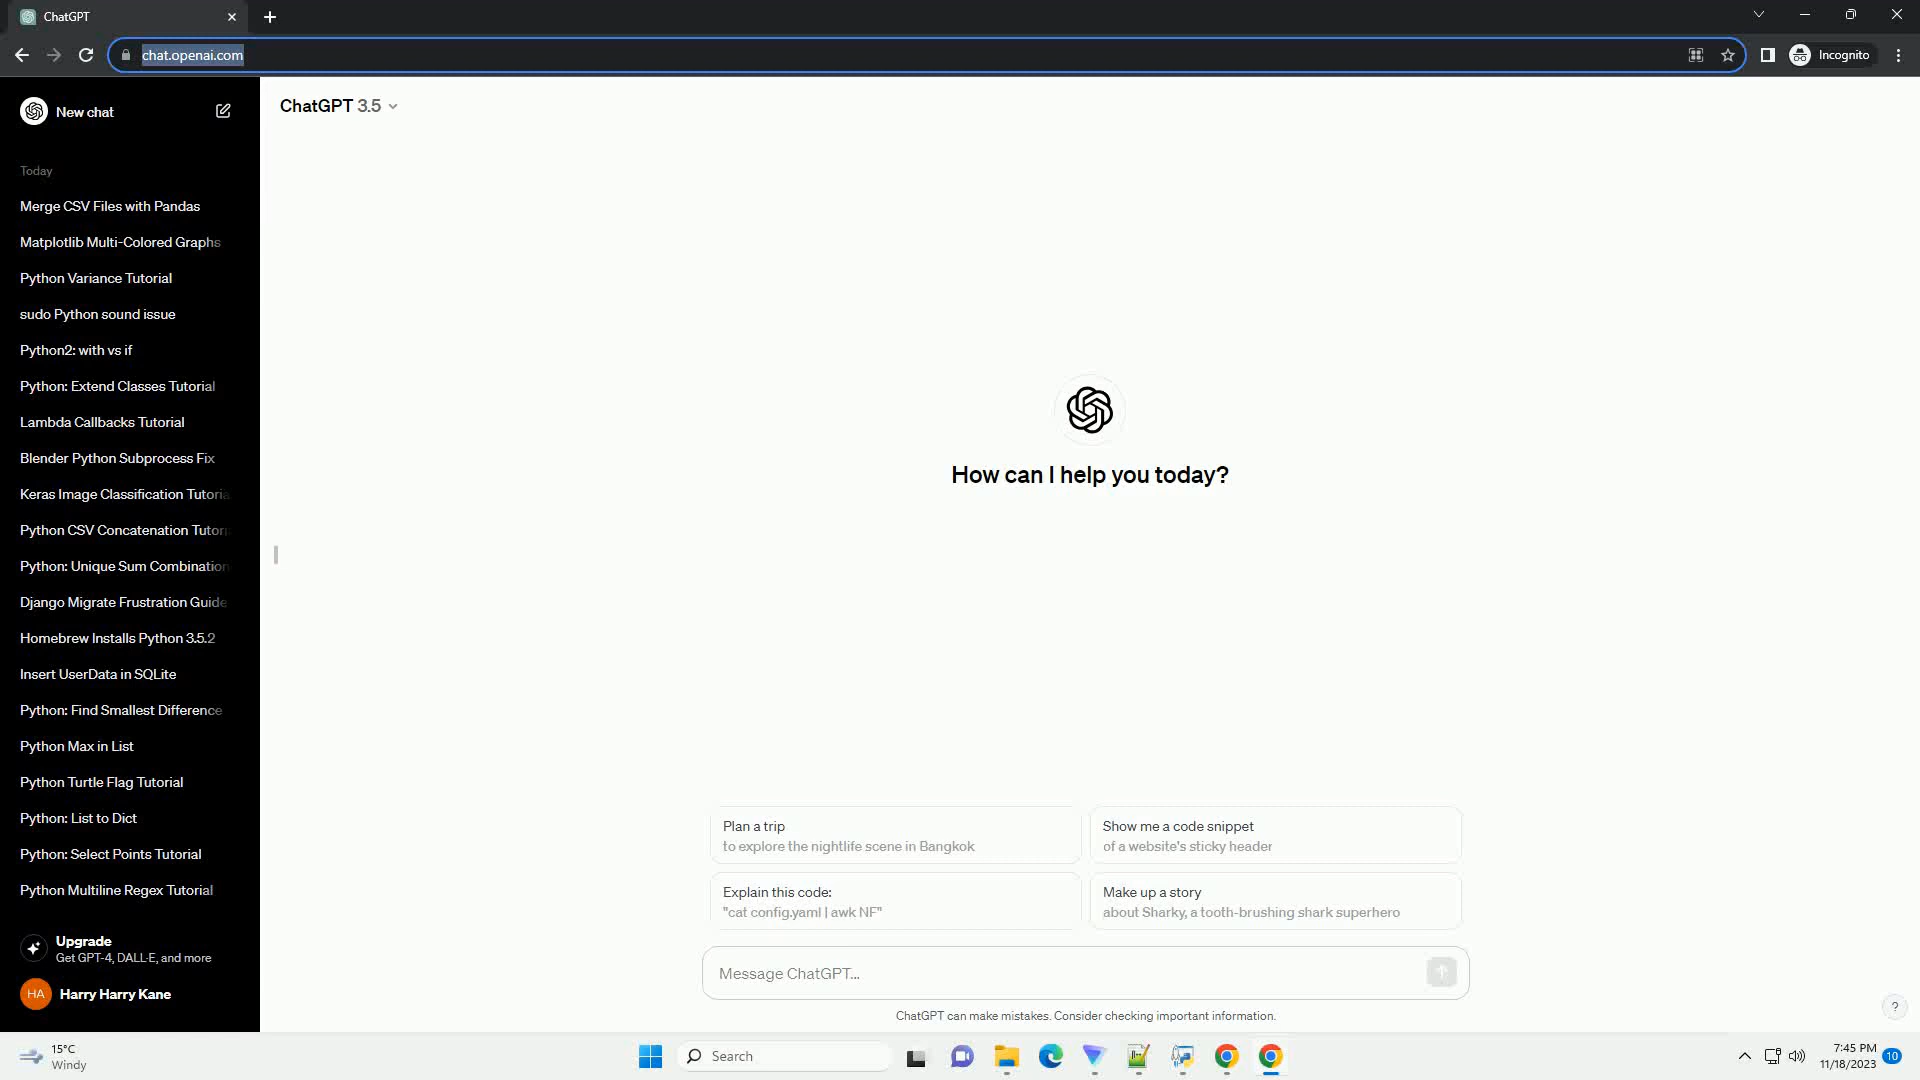 ChatGPT
chat.openai.com
Incognito
New chat
ChatGPT 3.5
Today
Merge CSV Files with Pandas
Matplotlib Multi-Colored Graphs
Python Variance Tutorial
sudo Python sound issue
Python2: with vs if
Python: Extend Classes Tutorial
Lambda Callbacks Tutorial
Blender Python Subprocess Fix
Keras Image Classification Tutoria
Python CSV Concatenation Tutor
Python: Unique Sum Combination
Django Migrate Frustration Guide
Homebrew Installs Python 3.5.2
Insert UserData in SQLite
Python: Find Smallest Difference
Python Max in List
Python Turtle Flag Tutorial
Python: List to Dict
Python: Select Points Tutorial
Python Multiline Regex Tutorial
Upgrade
Get GPT-4, DALL·E, and more
HA
Harry Harry Kane
How can I help you today?
Plan a trip
to explore the nightlife scene in Bangkok
Show me a code snippet
of a website's sticky header
Explain this code:
"cat config.yaml | awk NF"
Make up a story
about Sharky, a tooth-brushing shark superhero
Message ChatGPT...
ChatGPT can make mistakes. Consider checking important information.
?
15°C
Windy
Search
7:45 PM
11/18/2023
10